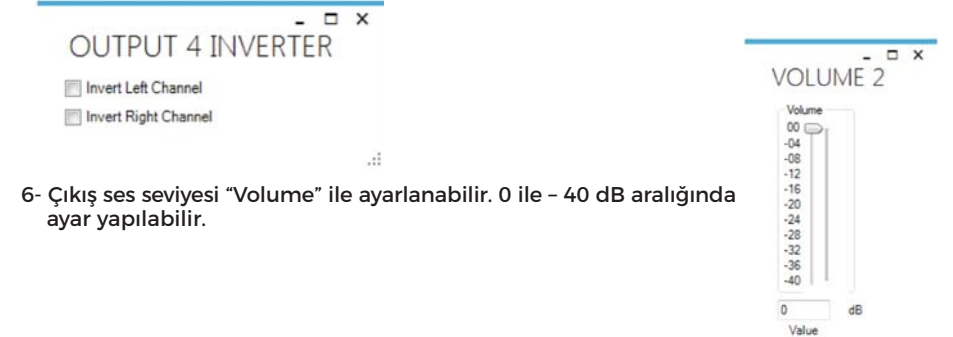 OUTPUT 4 INVERTER
Invert Left Channel
Invert Right Channel
6- Çıkış ses seviyesi “Volume” ile ayarlanabilir. 0 ile – 40 dB aralığında
ayar yapılabilir.
VOLUME 2
Volume
00
-04
-08
-12
-16
-20
-24
-28
-32
-36
-40
0 dB
Value